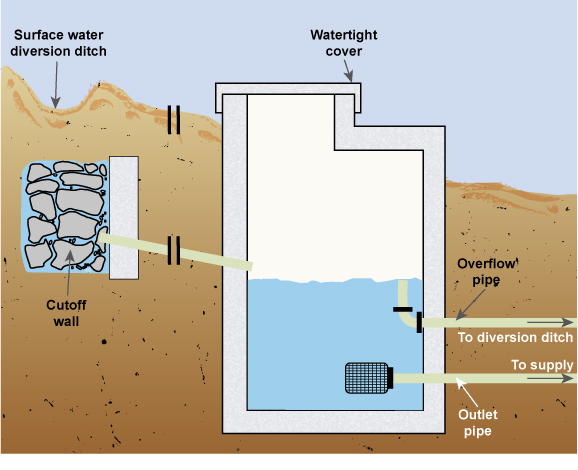 Surface water
diversion ditch
Watertight
cover
Cutoff
wall
Overflow
pipe
To diversion ditch
To supply
Outlet
pipe